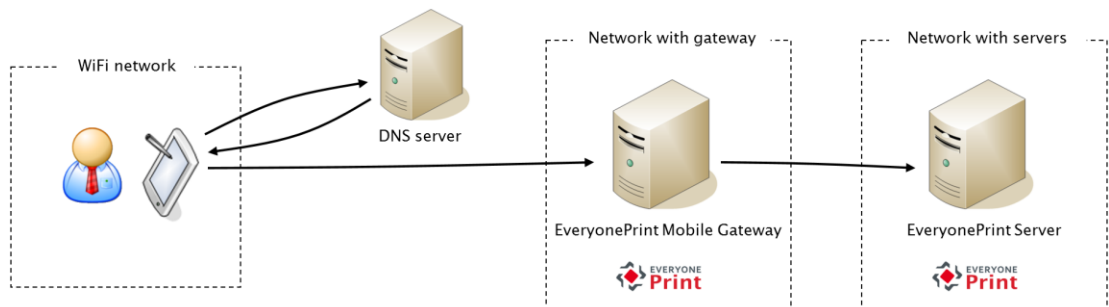 WiFi network
DNS server
Network with gateway
EveryonePrint Mobile Gateway
EVERYONE
Print
Network with servers
EveryonePrint Server
EVERYONE
Print